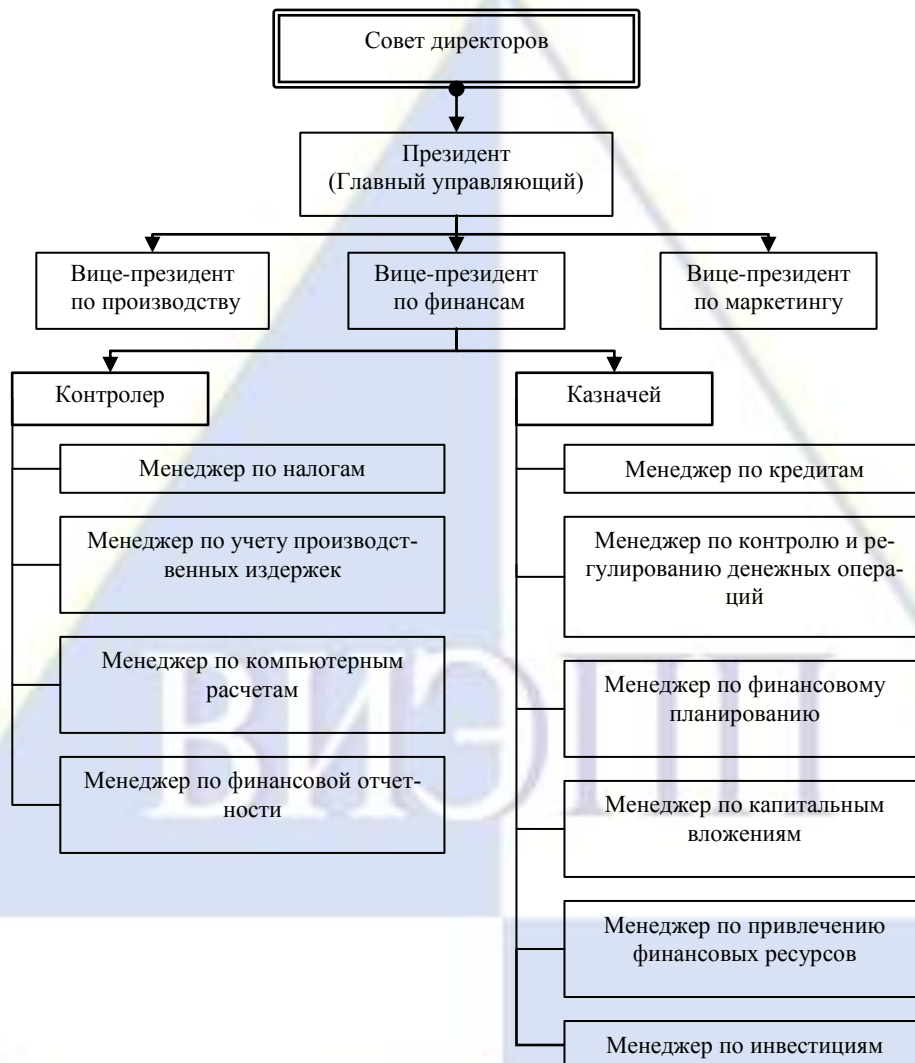 Совет директоров
Президент
(Главный управляющий)
Вице-президент
по производству
Вице-президент
по финансам
Вице-президент
по маркетингу
Контролер
Менеджер по налогам
Менеджер по учету производст-
венных издержек
Менеджер по компьютерным
расчетам
Менеджер по финансовой отчет-
ности
Казначей
Менеджер по кредитам
Менеджер по контролю и ре-
гулированию денежных опера-
ций
Менеджер по финансовому
планированию
Менеджер по капитальным
вложениям
Менеджер по привлечению
финансовых ресурсов
Менеджер по инвестициям
ВИЭПП